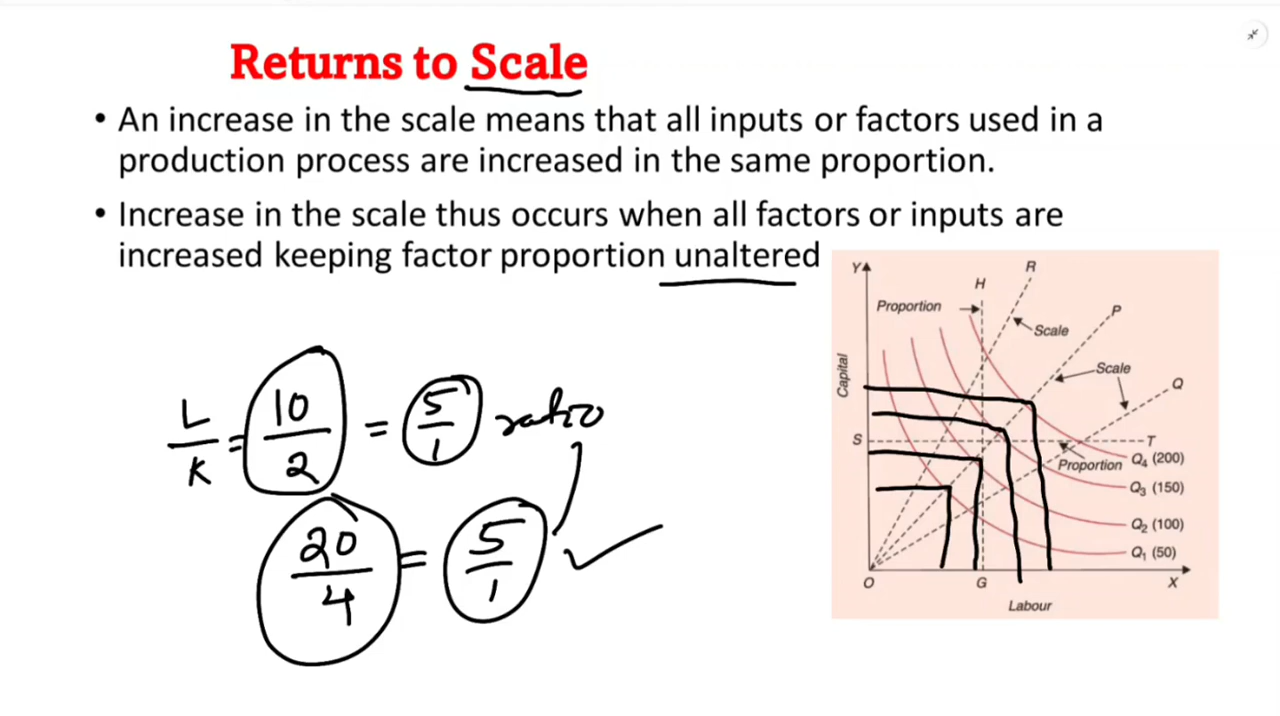 Returns to Scale
• An increase in the scale means that all inputs or factors used in a
production process are increased in the same proportion.
• Increase in the scale thus occurs when all factors or inputs are
increased keeping factor proportion unaltered
L/K = 10/2 = 5/1 ratio
20/4 = 5/1
Y
H
R
Proportion
Scale
P
Scale
Q
Capital
S
T
Proportion
Q₄ (200)
Q₃ (150)
Q₂ (100)
Q₁ (50)
O
G
X
Labour